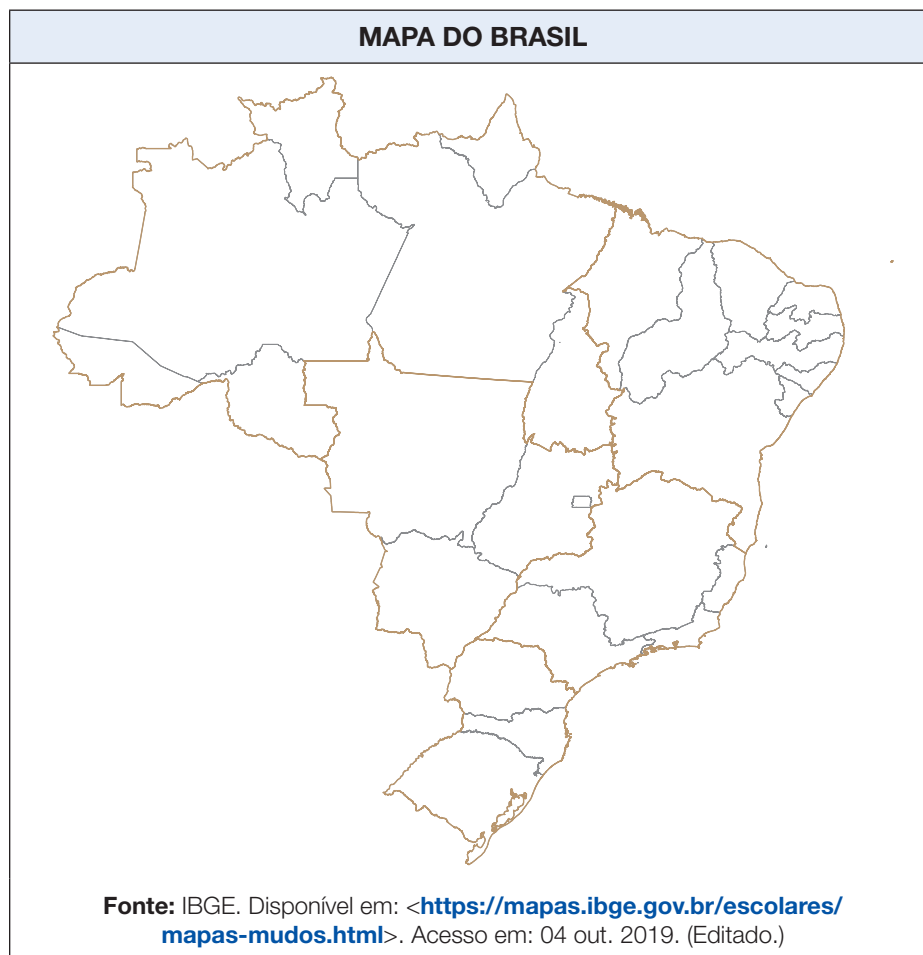 MAPA DO BRASIL
Fonte: IBGE. Disponível em: <https://mapas.ibge.gov.br/escolares/
mapas-mudos.html>. Acesso em: 04 out. 2019. (Editado.)